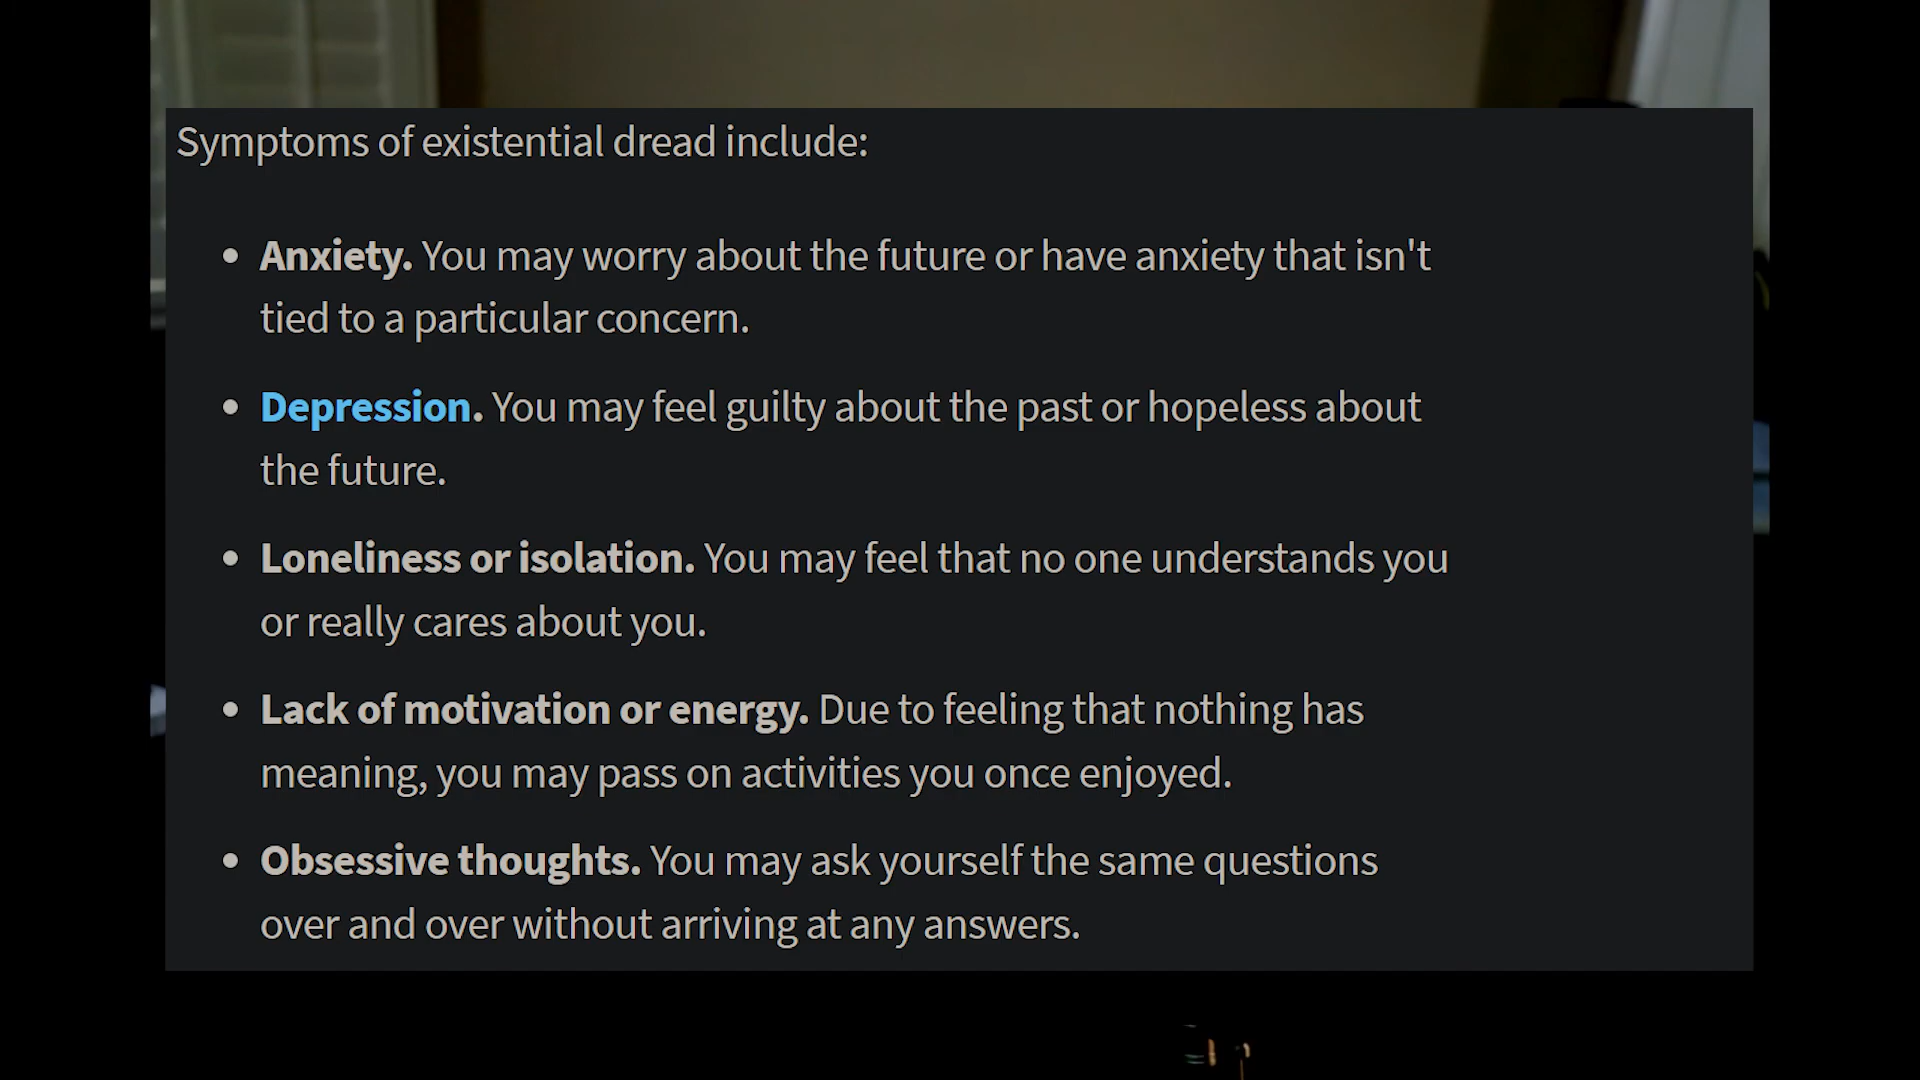 Symptoms of existential dread include:
• Anxiety. You may worry about the future or have anxiety that isn't
tied to a particular concern.
• Depression. You may feel guilty about the past or hopeless about
the future.
• Loneliness or isolation. You may feel that no one understands you
or really cares about you.
• Lack of motivation or energy. Due to feeling that nothing has
meaning, you may pass on activities you once enjoyed.
• Obsessive thoughts. You may ask yourself the same questions
over and over without arriving at any answers.